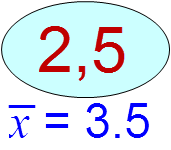 2,5
x̅ = 3.5